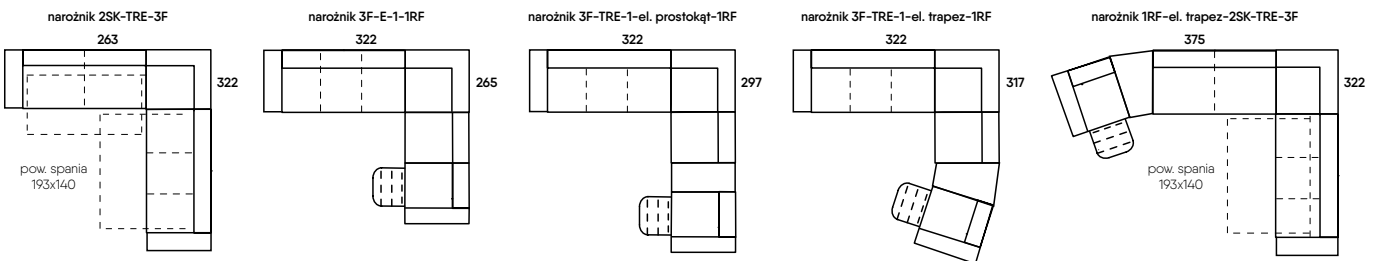 narożnik 2SK-TRE-3F
263
322
pow. spania
193x140
narożnik 3F-E-1-1RF
322
265
narożnik 3F-TRE-1-el. prostokąt-1RF
322
297
narożnik 3F-TRE-1-el. trapez-1RF
322
317
narożnik 1RF-el. trapez-2SK-TRE-3F
375
322
pow. spania
193x140